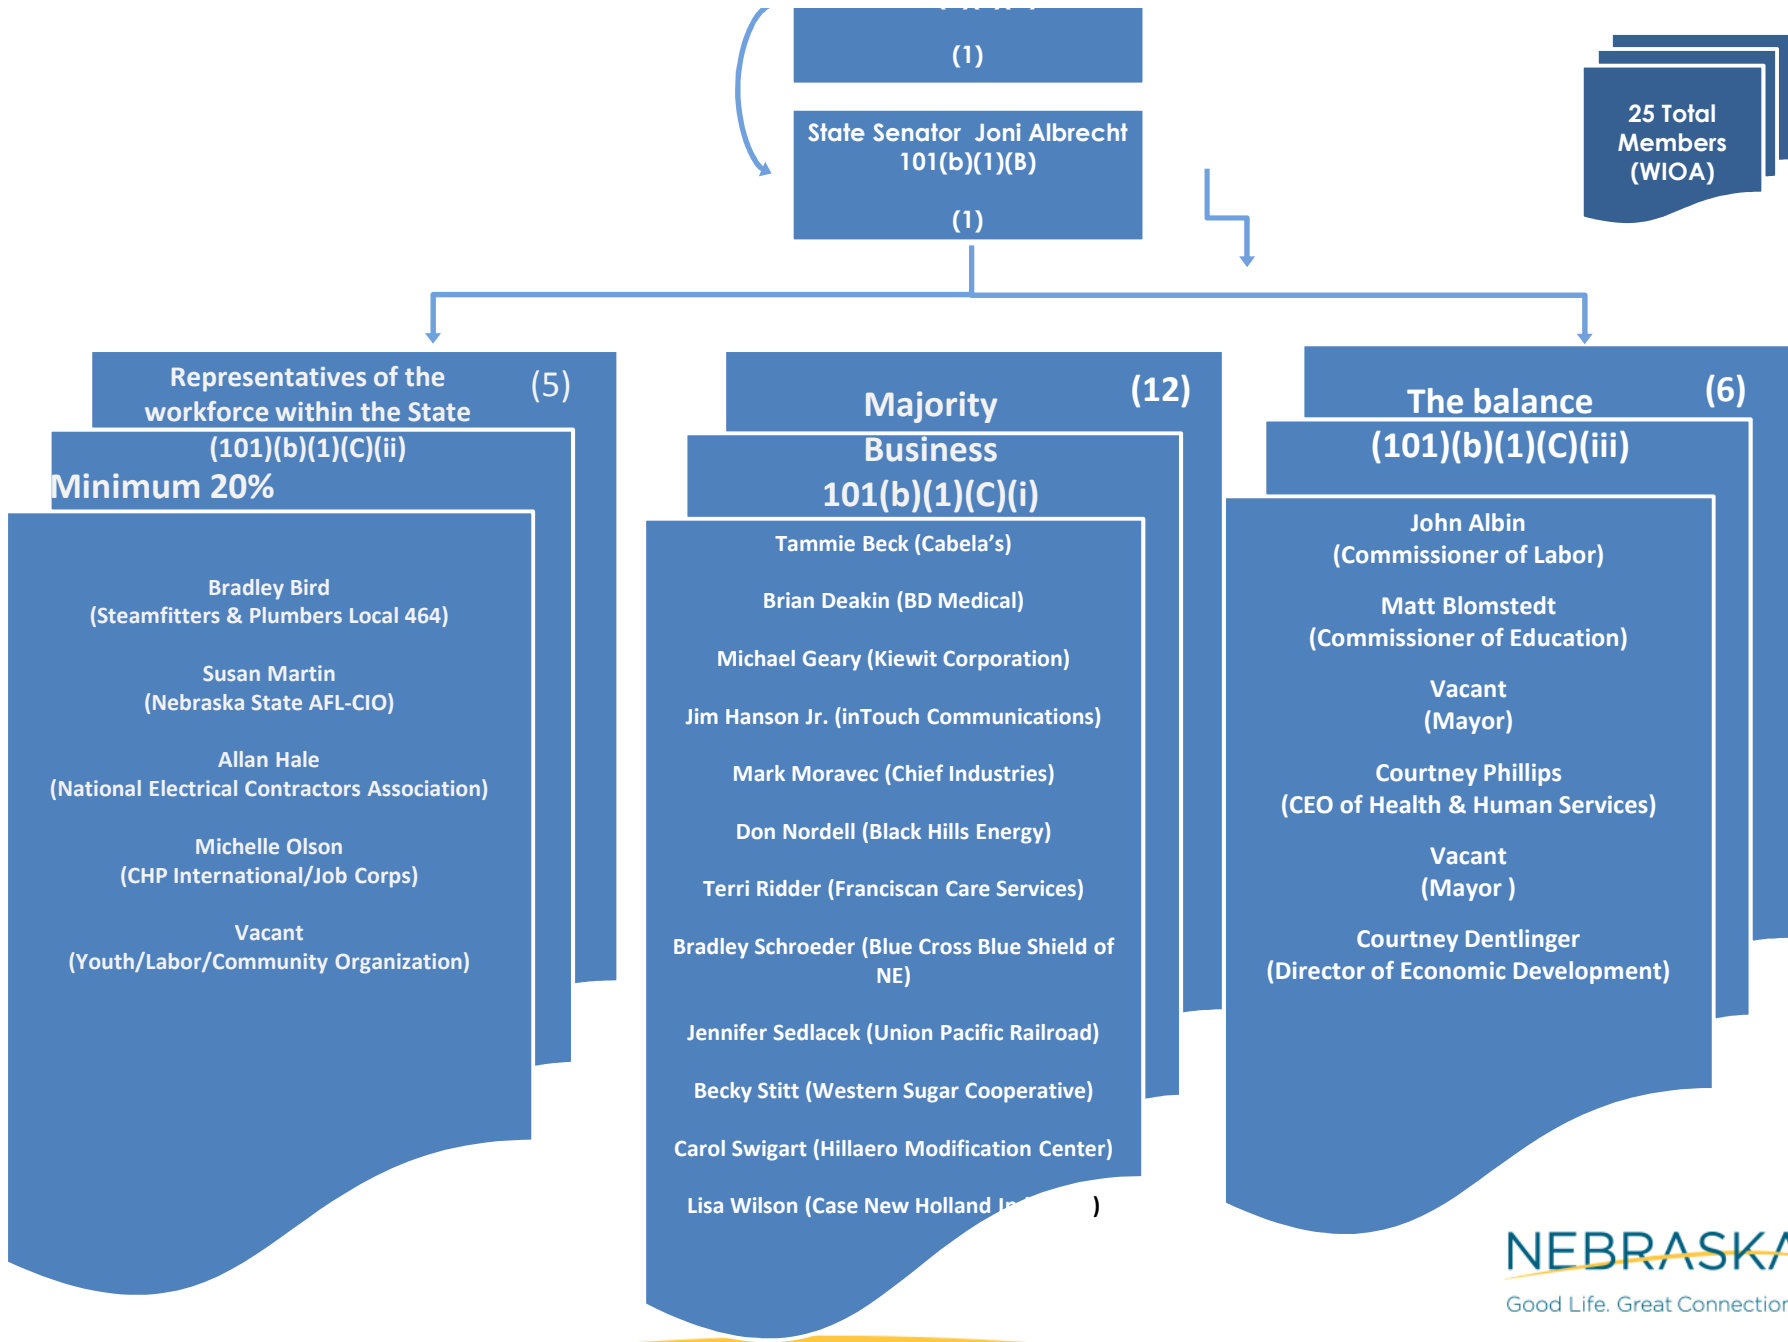 (1)
State Senator Joni Albrecht
101(b)(1)(B)
(1)
25 Total
Members
(WIOA)
Representatives of the
workforce within the State
(101)(b)(1)(C)(ii)
(5)
Minimum 20%
Bradley Bird
(Steamfitters & Plumbers Local 464)
Susan Martin
(Nebraska State AFL-CIO)
Allan Hale
(National Electrical Contractors Association)
Michelle Olson
(CHP International/Job Corps)
Vacant
(Youth/Labor/Community Organization)
Majority
Business
101(b)(1)(C)(i)
(12)
Tammie Beck (Cabela's)
Brian Deakin (BD Medical)
Michael Geary (Kiewit Corporation)
Jim Hanson Jr. (inTouch Communications)
Mark Moravec (Chief Industries)
Don Nordell (Black Hills Energy)
Terri Ridder (Franciscan Care Services)
Bradley Schroeder (Blue Cross Blue Shield of
NE)
Jennifer Sedlacek (Union Pacific Railroad)
Becky Stitt (Western Sugar Cooperative)
Carol Swigart (Hillaero Modification Center)
Lisa Wilson (Case New Holland )
The balance
(101)(b)(1)(C)(iii)
(6)
John Albin
(Commissioner of Labor)
Matt Blomstedt
(Commissioner of Education)
Vacant
(Mayor)
Courtney Phillips
(CEO of Health & Human Services)
Vacant
(Mayor )
Courtney Dentlinger
(Director of Economic Development)
NEBRASKA
Good Life. Great Connection